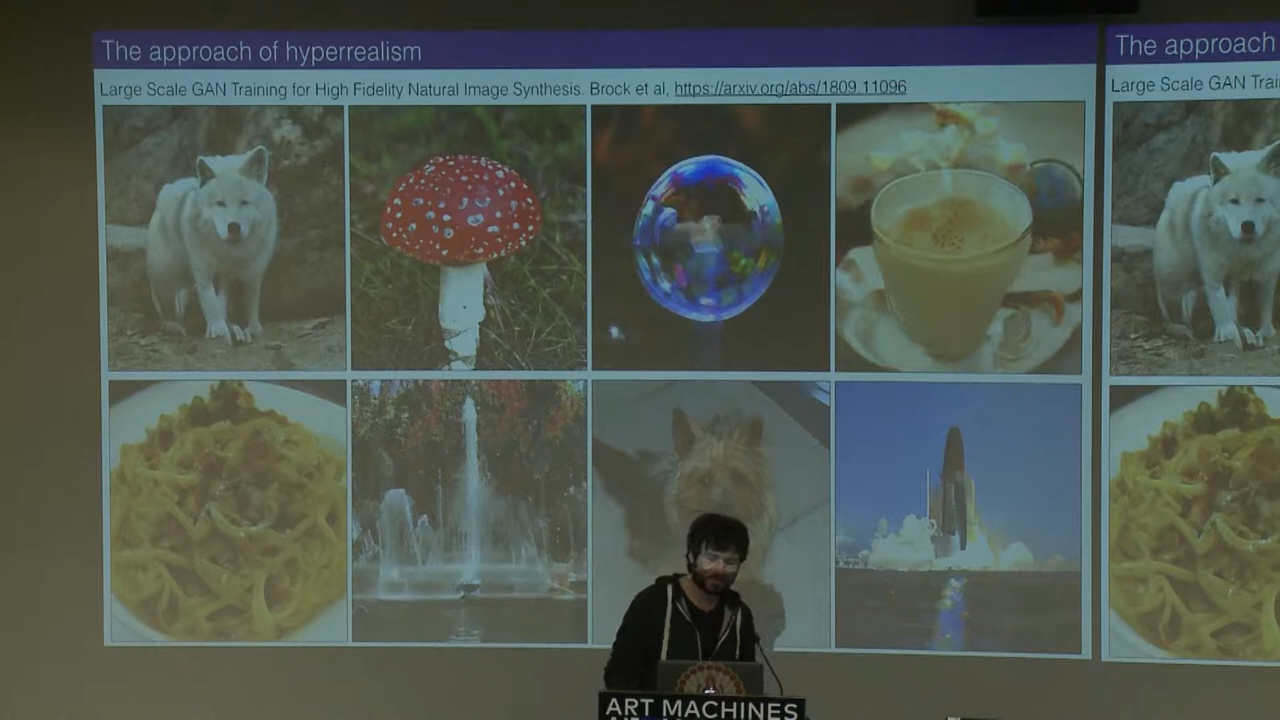 The approach of hyperrealism
Large Scale GAN Training for High Fidelity Natural Image Synthesis. Brock et al, https://arxiv.org/abs/1809.11096
The approach
Large Scale GAN Trai
ART MACHINES